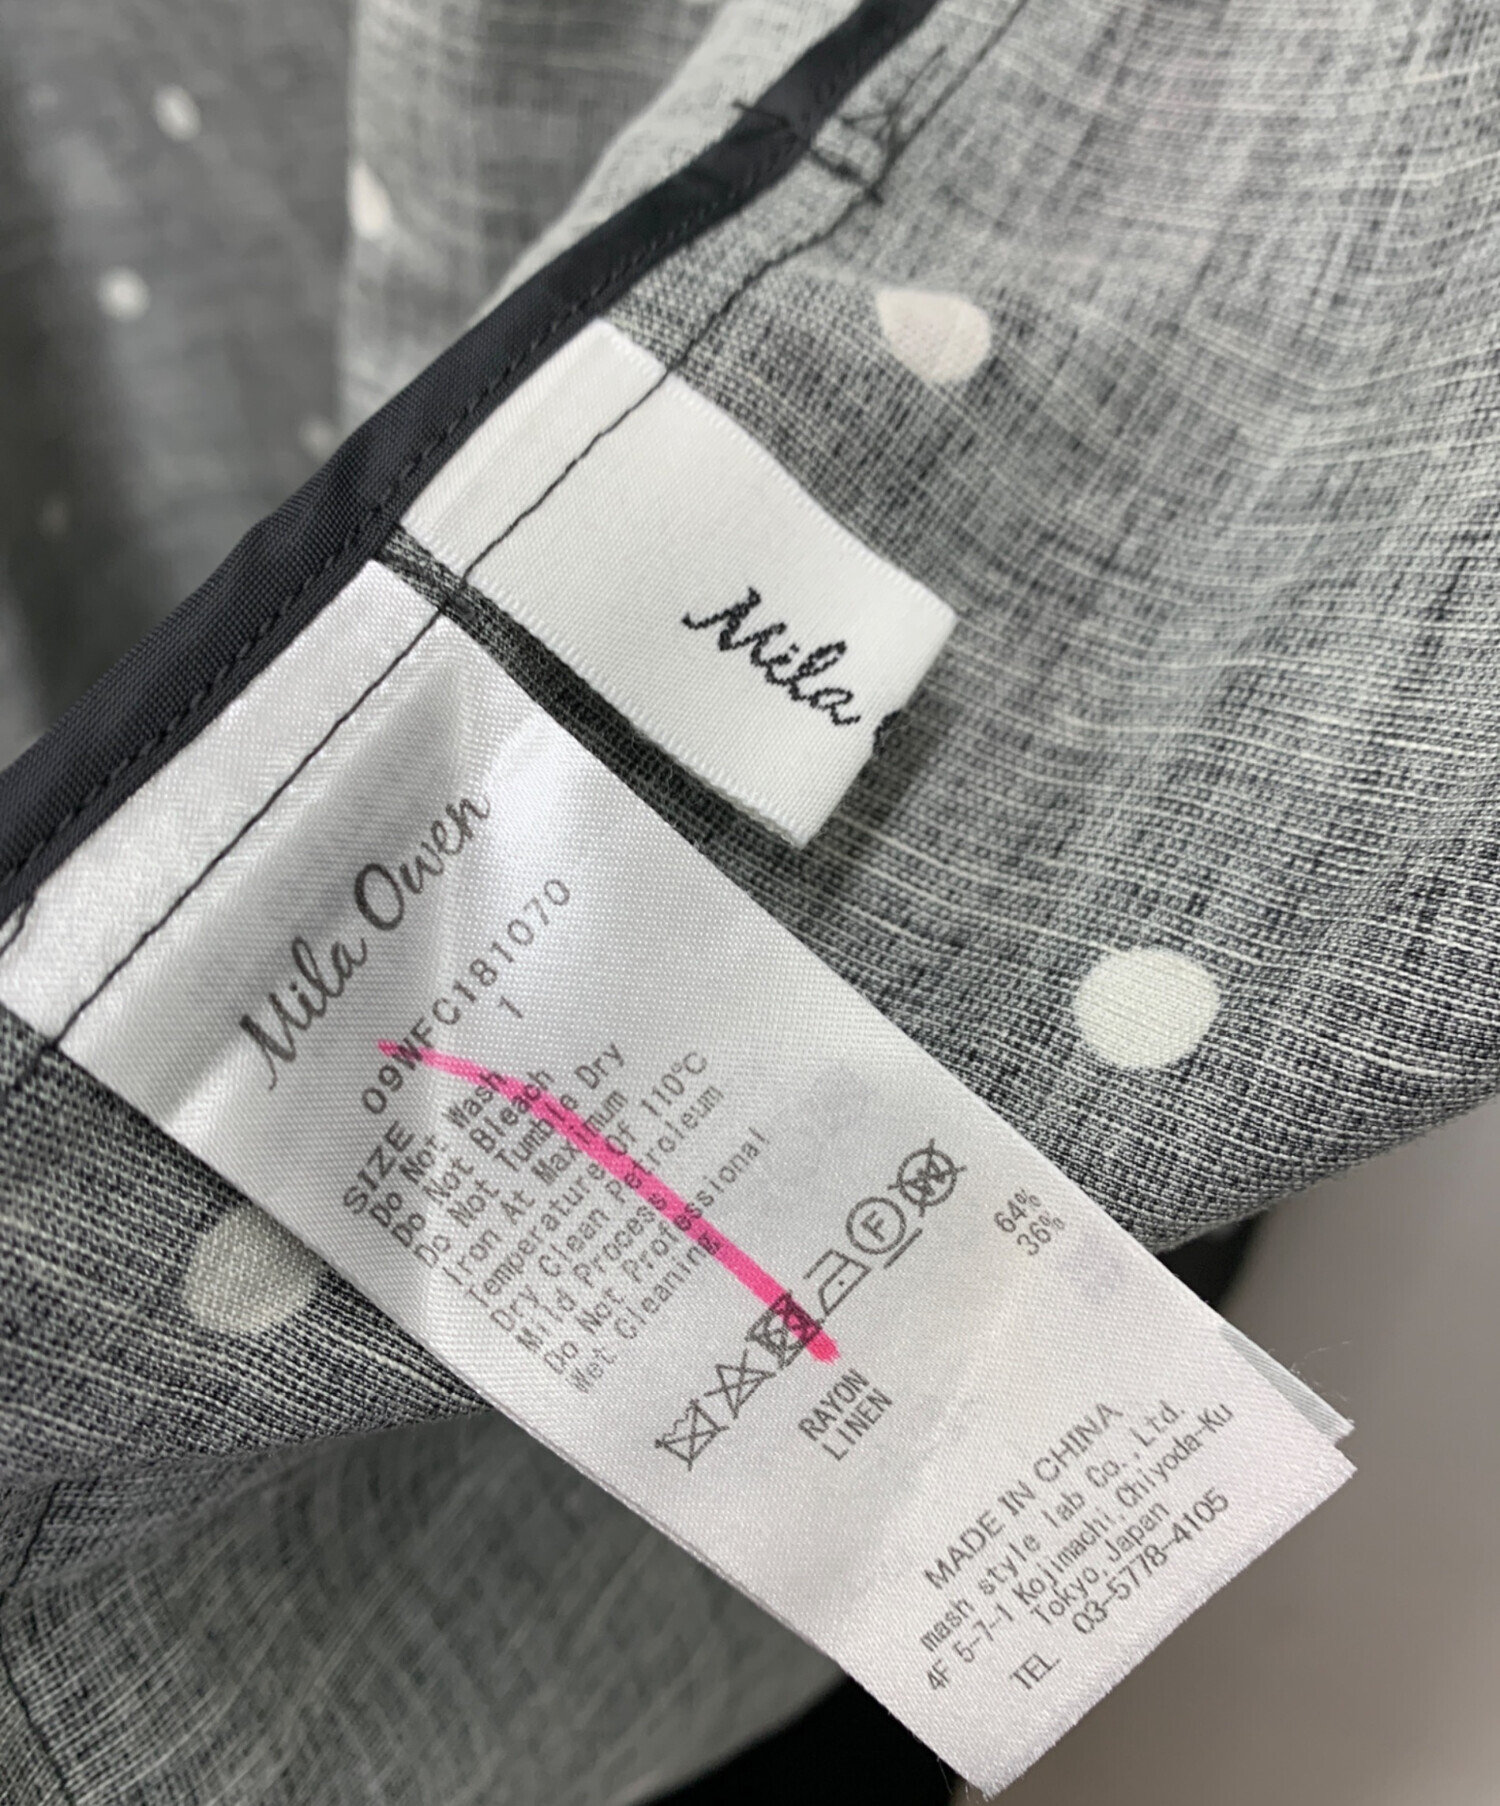 Mila
Mila Owen
09WFC181070
SIZE 1
Do Not Wash
Do Not Bleach
Do Not Tumble Dry
Iron At Maximum
Temperature Of 110℃
Dry Clean Petroleum
Mild Process
Do Not Professional
Wet Cleaning
F
W
RAYON 64%
LINEN 36%
MADE IN CHINA
mash style lab Co.,Ltd.
4F 5-7-1 Kojimachi,Chiyoda-Ku
Tokyo,Japan
TEL 03-5778-4105